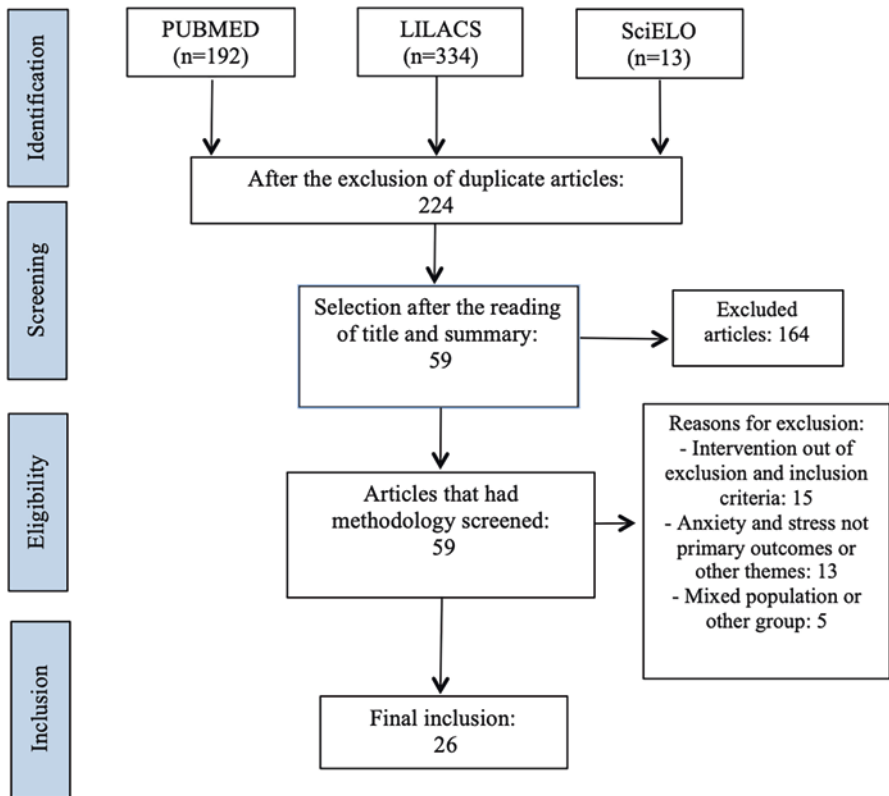 Identification
PUBMED
(n=192)
LILACS
(n=334)
SciELO
(n=13)
After the exclusion of duplicate articles:
224
Screening
Selection after the reading
of title and summary:
59
Excluded
articles: 164
Eligibility
Articles that had
methodology screened:
59
Reasons for exclusion:
- Intervention out of
exclusion and inclusion
criteria: 15
- Anxiety and stress not
primary outcomes or
other themes: 13
- Mixed population or
other group: 5
Inclusion
Final inclusion:
26